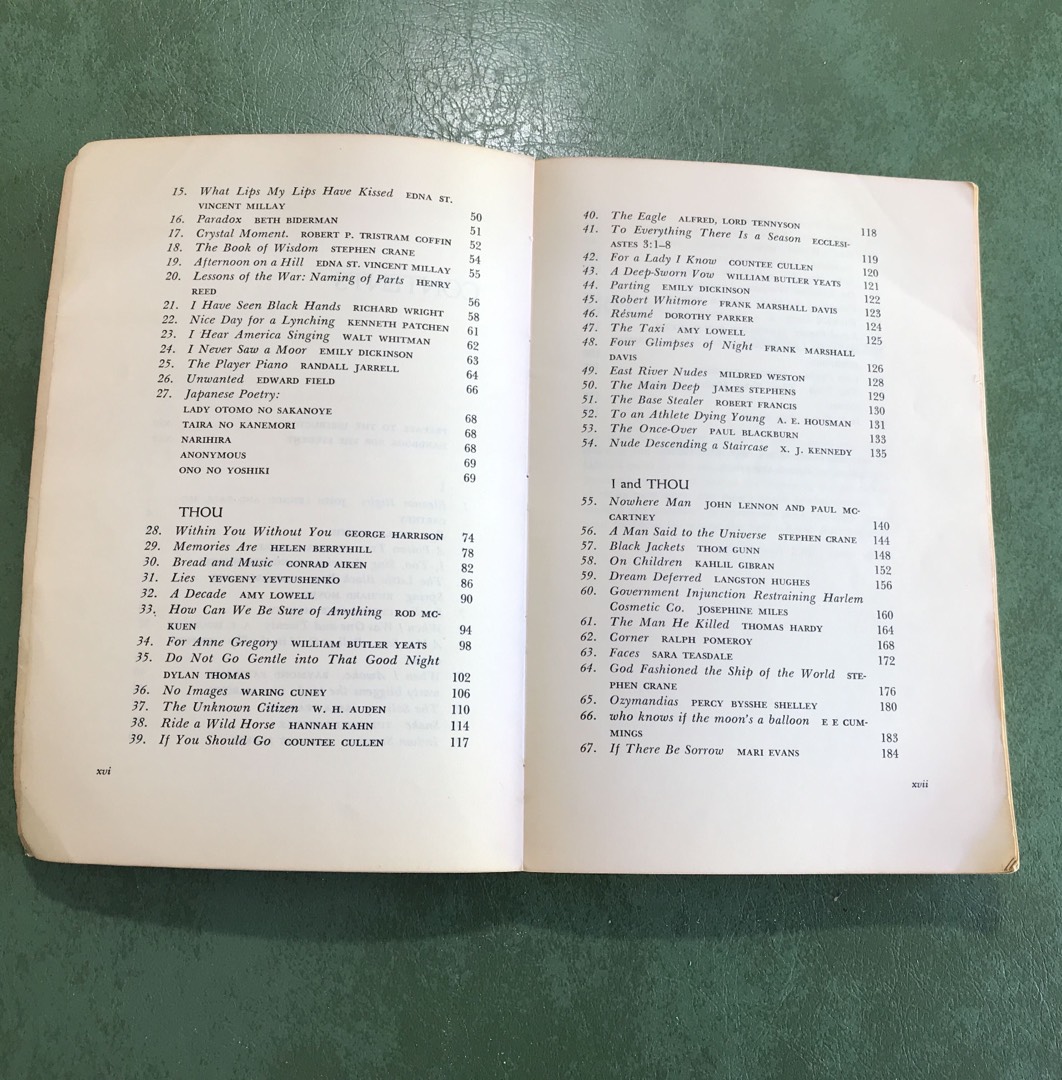 15. What Lips My Lips Have Kissed EDNA ST.
VINCENT MILLAY 50
16. Paradox BETH BIDERMAN 51
17. Crystal Moment. ROBERT P. TRISTRAM COFFIN 52
18. The Book of Wisdom STEPHEN CRANE 54
19. Afternoon on a Hill EDNA ST. VINCENT MILLAY 55
20. Lessons of the War: Naming of Parts HENRY
REED 56
21. I Have Seen Black Hands RICHARD WRIGHT 58
22. Nice Day for a Lynching KENNETH PATCHEN 61
23. I Hear America Singing WALT WHITMAN 62
24. I Never Saw a Moor EMILY DICKINSON 63
25. The Player Piano RANDALL JARRELL 64
26. Unwanted EDWARD FIELD 66
27. Japanese Poetry:
LADY OTOMO NO SAKANOYE 68
TAIRA NO KANEMORI 68
NARIHIRA 68
ANONYMOUS 69
ONO NO YOSHIKI 69
THOU
28. Within You Without You GEORGE HARRISON 74
29. Memories Are HELEN BERRYHILL 78
30. Bread and Music CONRAD AIKEN 82
31. Lies YEVGENY YEVTUSHENKO 86
32. A Decade AMY LOWELL 90
33. How Can We Be Sure of Anything ROD MC-
KUEN 94
34. For Anne Gregory WILLIAM BUTLER YEATS 98
35. Do Not Go Gentle into That Good Night
DYLAN THOMAS 102
36. No Images WARING CUNEY 106
37. The Unknown Citizen W. H. AUDEN 110
38. Ride a Wild Horse HANNAH KAHN 114
39. If You Should Go COUNTEE CULLEN 117
xvi
40. The Eagle ALFRED, LORD TENNYSON 118
41. To Everything There Is a Season ECCLESI-
ASTES 3:1–8 119
42. For a Lady I Know COUNTEE CULLEN 120
43. A Deep-Sworn Vow WILLIAM BUTLER YEATS 121
44. Parting EMILY DICKINSON 122
45. Robert Whitmore FRANK MARSHALL DAVIS 123
46. Résumé DOROTHY PARKER 124
47. The Taxi AMY LOWELL 125
48. Four Glimpses of Night FRANK MARSHALL
DAVIS 126
49. East River Nudes MILDRED WESTON 128
50. The Main Deep JAMES STEPHENS 129
51. The Base Stealer ROBERT FRANCIS 130
52. To an Athlete Dying Young A. E. HOUSMAN 131
53. The Once-Over PAUL BLACKBURN 133
54. Nude Descending a Staircase X. J. KENNEDY 135
I and THOU
55. Nowhere Man JOHN LENNON AND PAUL MC-
CARTNEY 140
56. A Man Said to the Universe STEPHEN CRANE 144
57. Black Jackets THOM GUNN 148
58. On Children KAHLIL GIBRAN 152
59. Dream Deferred LANGSTON HUGHES 156
60. Government Injunction Restraining Harlem
Cosmetic Co. JOSEPHINE MILES 160
61. The Man He Killed THOMAS HARDY 164
62. Corner RALPH POMEROY 168
63. Faces SARA TEASDALE 172
64. God Fashioned the Ship of the World STE-
PHEN CRANE 176
65. Ozymandias PERCY BYSSHE SHELLEY 180
66. who knows if the moon's a balloon E E CUM-
MINGS 183
67. If There Be Sorrow MARI EVANS 184
xvii